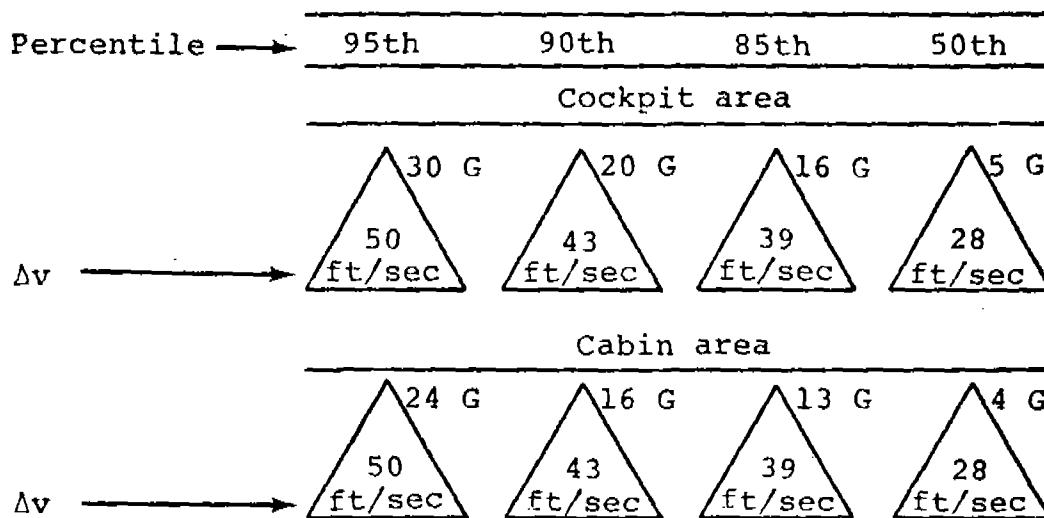 Percentile 95th 90th 85th 50th
Cockpit area
30 G 20 G 16 G 5 G
50 43 39 28
Δv ft/sec ft/sec ft/sec ft/sec
Cabin area
24 G 16 G 13 G 4 G
50 43 39 28
Δv ft/sec ft/sec ft/sec ft/sec